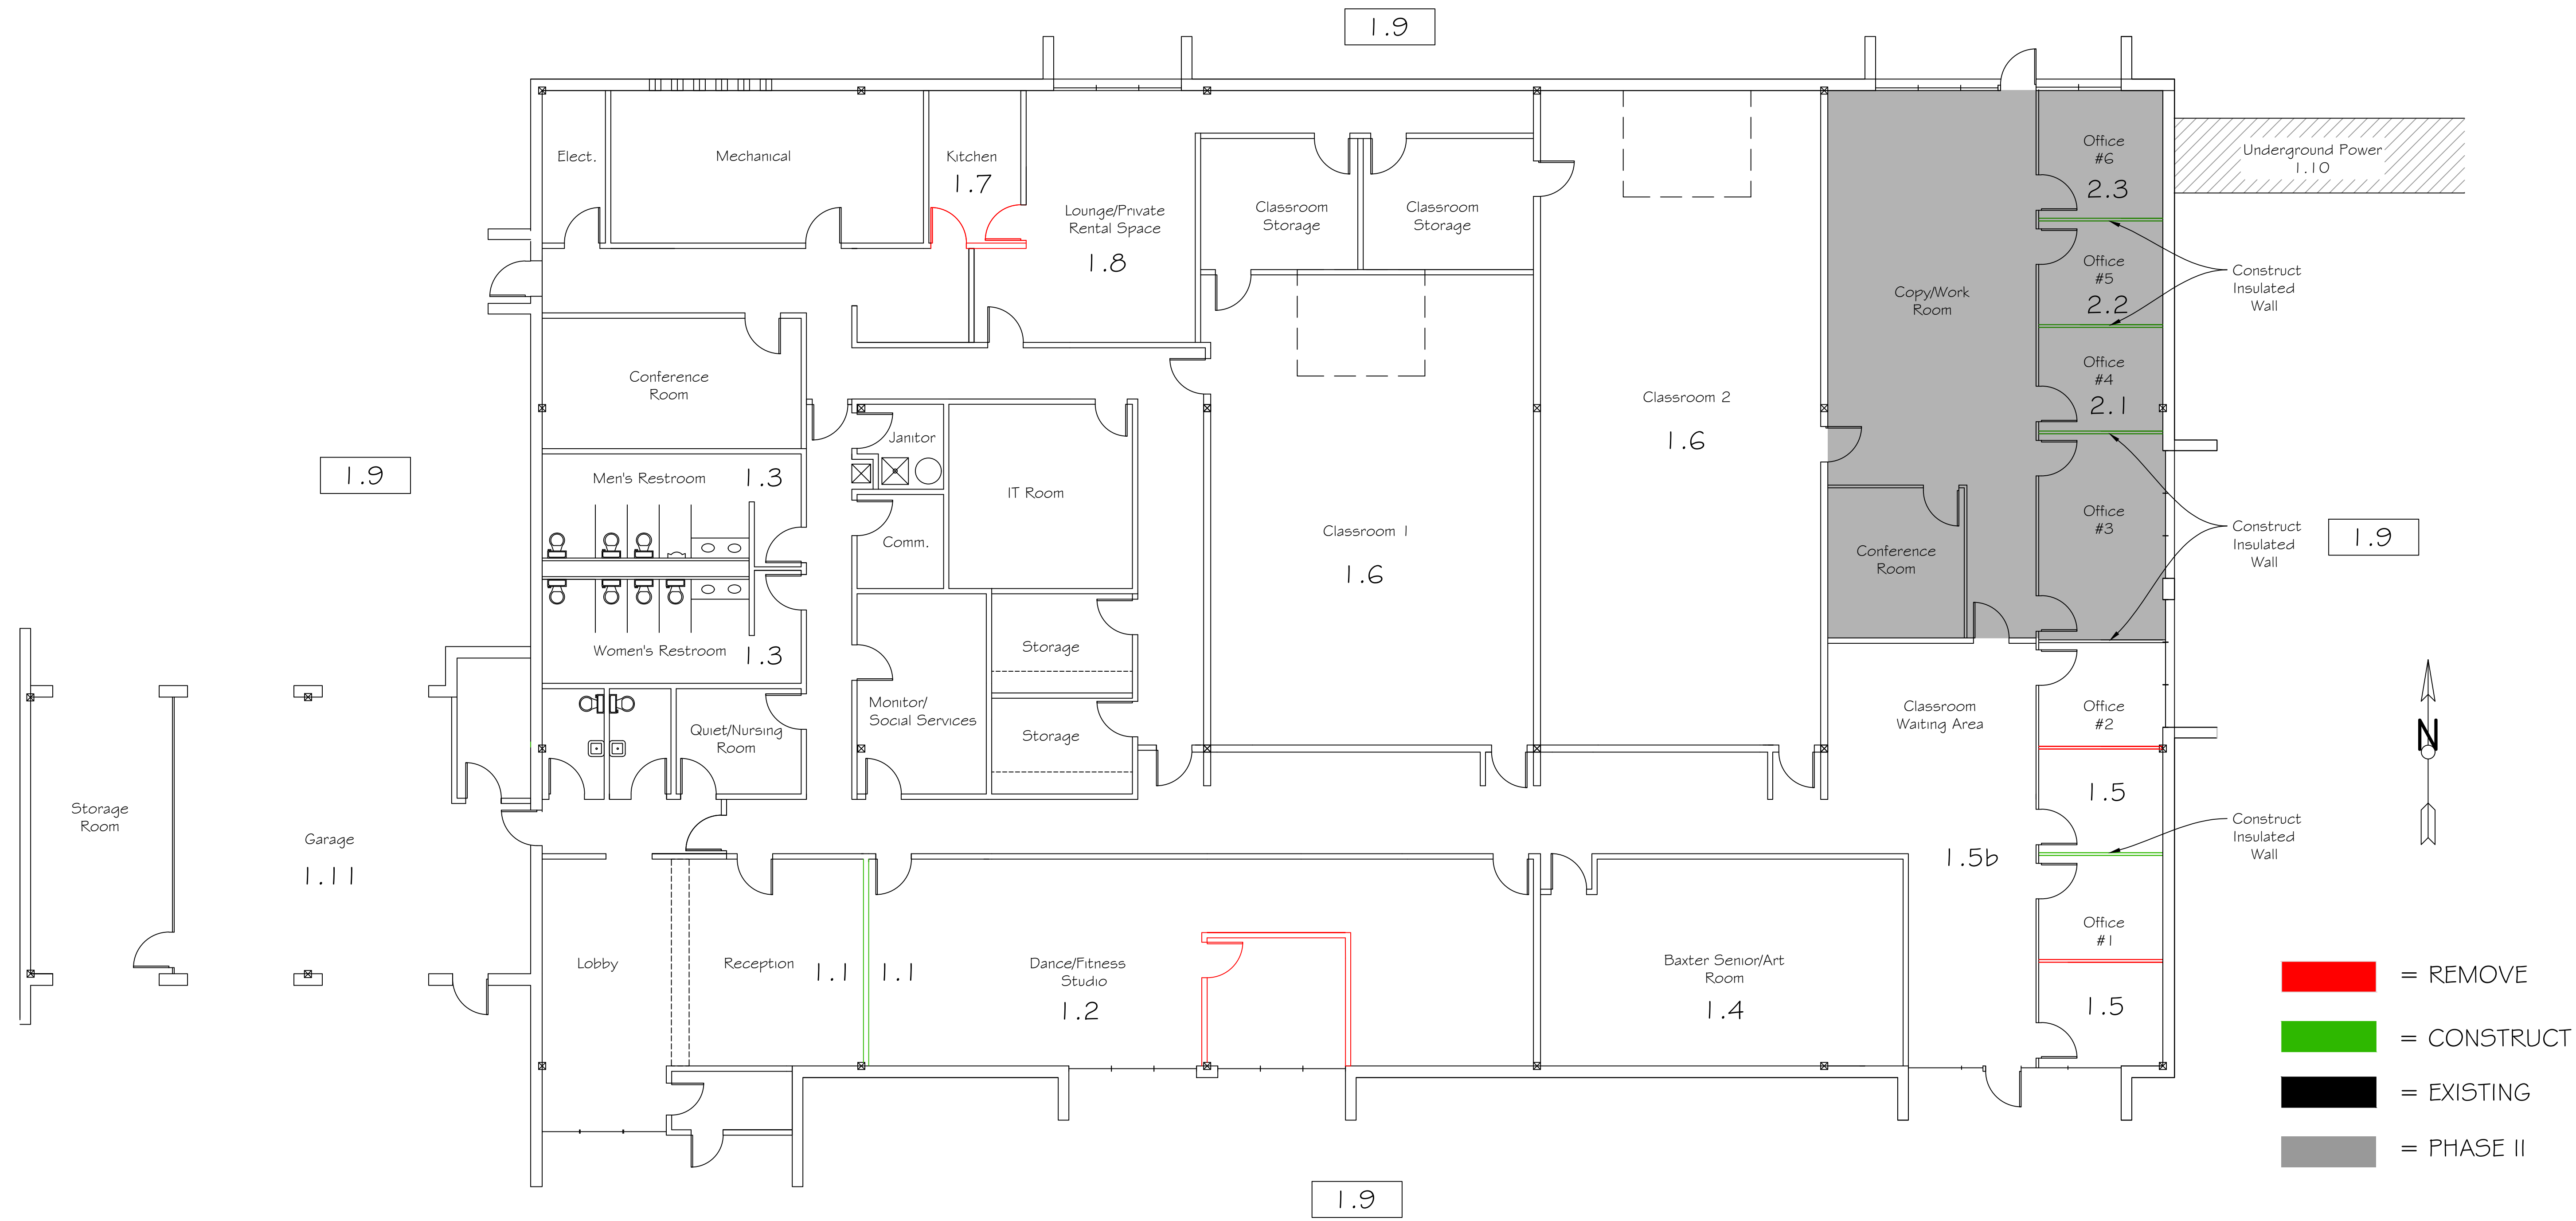 1.9
Elect.
Mechanical
Kitchen
1.7
Lounge/Private
Rental Space
1.8
Classroom
Storage
Classroom
Storage
Office
#6
2.3
Underground Power
1.10
Office
#5
2.2
Construct
Insulated
Wall
Copy/Work
Room
Office
#4
2.1
Conference
Room
Classroom 2
1.6
Janitor
1.9
Men's Restroom
1.3
IT Room
Comm.
Classroom 1
1.6
Office
#3
Conference
Room
Construct
Insulated
Wall
1.9
Women's Restroom
1.3
Storage
Monitor/
Social Services
Storage
Quiet/Nursing
Room
Classroom
Waiting Area
Office
#2
N
1.5
Storage
Room
Garage
1.11
Construct
Insulated
Wall
1.5b
Office
#1
Lobby
Reception
1.1
1.1
Dance/Fitness
Studio
1.2
Baxter Senior/Art
Room
1.4
1.5
= REMOVE
= CONSTRUCT
= EXISTING
= PHASE II
1.9